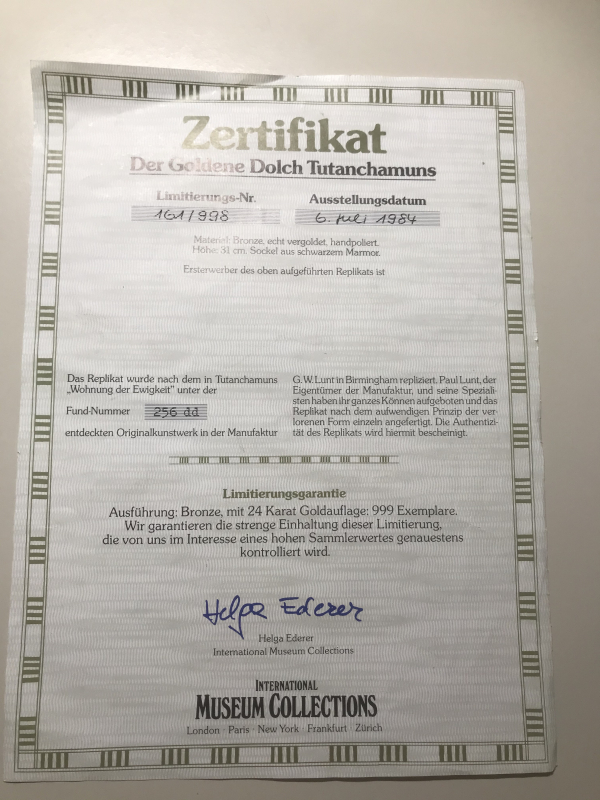 Zertifikat
Der Goldene Dolch Tutanchamuns
Limitierungs-Nr.
161/998
Ausstellungsdatum
6. Juli 1984
Material: Bronze, echt vergoldet, handpoliert.
Höhe: 31 cm. Sockel aus schwarzem Marmor.
Ersterwerber des oben aufgeführten Replikats ist
Das Replikat wurde nach dem in Tutanchamuns
„Wohnung der Ewigkeit" unter der
Fund-Nummer 256 dd
entdeckten Originalkunstwerk in der Manufaktur
G.W. Lunt in Birmingham repliziert. Paul Lunt, der
Eigentümer der Manufaktur, und seine Speziali-
sten haben ihr ganzes Können aufgeboten und das
Replikat nach dem aufwendigen Prinzip der ver-
lorenen Form einzeln angefertigt. Die Authentizi-
tät des Replikats wird hiermit bescheinigt.
Limitierungsgarantie
Ausführung: Bronze, mit 24 Karat Goldauflage: 999 Exemplare.
Wir garantieren die strenge Einhaltung dieser Limitierung,
die von uns im Interesse eines hohen Sammlerwertes genauestens
kontrolliert wird.
Helga Ederer
Helga Ederer
International Museum Collections
INTERNATIONAL
MUSEUM COLLECTIONS
London · Paris · New York · Frankfurt · Zürich